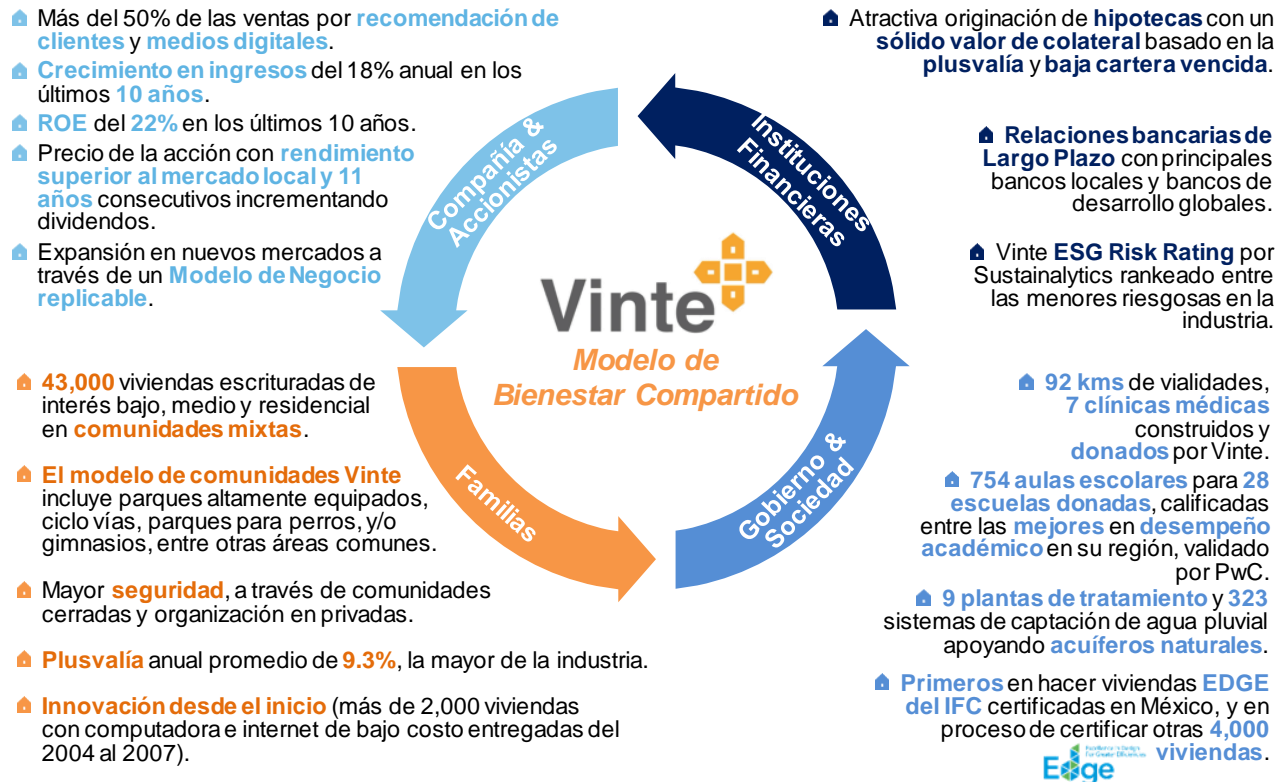 Más del 50% de las ventas por recomendación de
clientes y medios digitales.
Crecimiento en ingresos del 18% anual en los
últimos 10 años.
ROE del 22% en los últimos 10 años.
Precio de la acción con rendimiento
superior al mercado local y 11
años consecutivos incrementando
dividendos.
Expansión en nuevos mercados a
través de un Modelo de Negocio
replicable.
Atractiva originación de hipotecas con un
sólido valor de colateral basado en la
plusvalía y baja cartera vencida.
Relaciones bancarias de
Largo Plazo con principales
bancos locales y bancos de
desarrollo globales.
Vinte ESG Risk Rating por
Sustainalytics rankeado entre
las menores riesgosas en la
industria.
Compañía &
Accionistas
Instituciones
Financieras
Vinte
Modelo de
Bienestar Compartido
Familias
Gobierno &
Sociedad
43,000 viviendas escrituradas de
interés bajo, medio y residencial
en comunidades mixtas.
El modelo de comunidades Vinte
incluye parques altamente equipados,
ciclo vías, parques para perros, y/o
gimnasios, entre otras áreas comunes.
Mayor seguridad, a través de comunidades
cerradas y organización en privadas.
Plusvalía anual promedio de 9.3%, la mayor de la industria.
Innovación desde el inicio (más de 2,000 viviendas
con computadora e internet de bajo costo entregadas del
2004 al 2007).
92 kms de vialidades,
7 clínicas médicas
construidos y
donados por Vinte.
754 aulas escolares para 28
escuelas donadas, calificadas
entre las mejores en desempeño
académico en su región, validado
por PwC.
9 plantas de tratamiento y 323
sistemas de captación de agua pluvial
apoyando acuíferos naturales.
Primeros en hacer viviendas EDGE
del IFC certificadas en México, y en
proceso de certificar otras 4,000
viviendas.
Edge